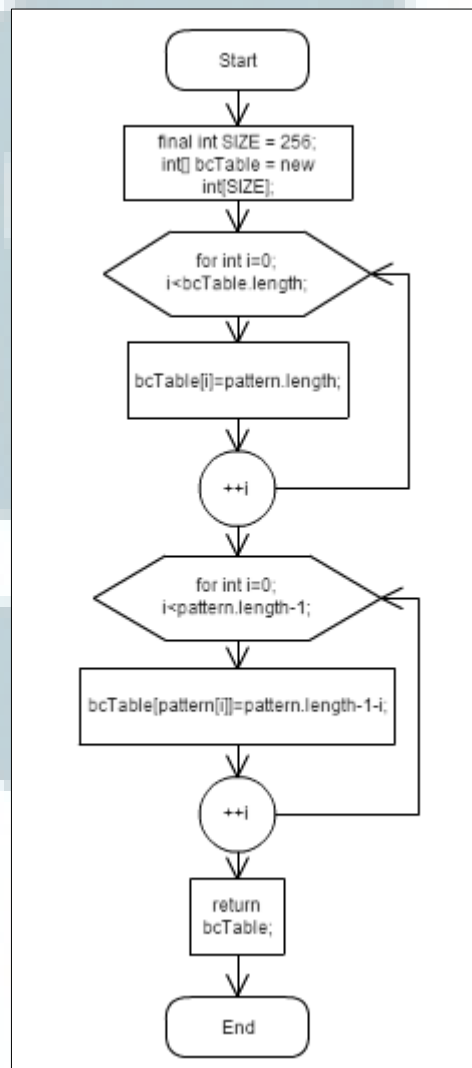 Start
final int SIZE = 256;
int[] bcTable = new
int[SIZE];
for int i=0;
i<bcTable.length;
bcTable[i]=pattern.length;
++i
for int i=0;
i<pattern.length-1;
bcTable[pattern[i]]=pattern.length-1-i;
++i
return
bcTable;
End